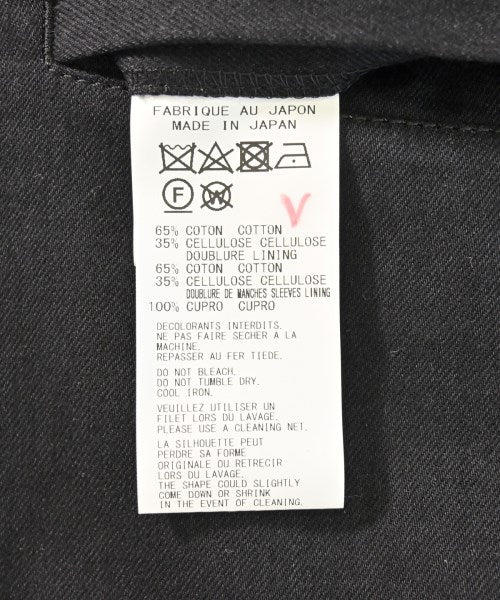 FABRIQUE AU JAPON
MADE IN JAPAN
F W
V
65% COTON COTTON
35% CELLULOSE CELLULOSE
DOUBLURE LINING
65% COTON COTTON
35% CELLULOSE CELLULOSE
DOUBLURE DE MANCHES SLEEVES LINING
100% CUPRO CUPRO
DECOLORANTS INTERDITS.
NE PAS FAIRE SECHER A LA
MACHINE.
REPASSER AU FER TIEDE.
DO NOT BLEACH.
DO NOT TUMBLE DRY.
COOL IRON.
VEUILLEZ UTILISER UN
FILET LORS DU LAVAGE.
PLEASE USE A CLEANING NET.
LA SILHOUETTE PEUT
PERDRE SA FORME
ORIGINALE OU RETRECIR
LORS DU LAVAGE.
THE SHAPE COULD SLIGHTLY
COME DOWN OR SHRINK
IN THE EVENT OF CLEANING.